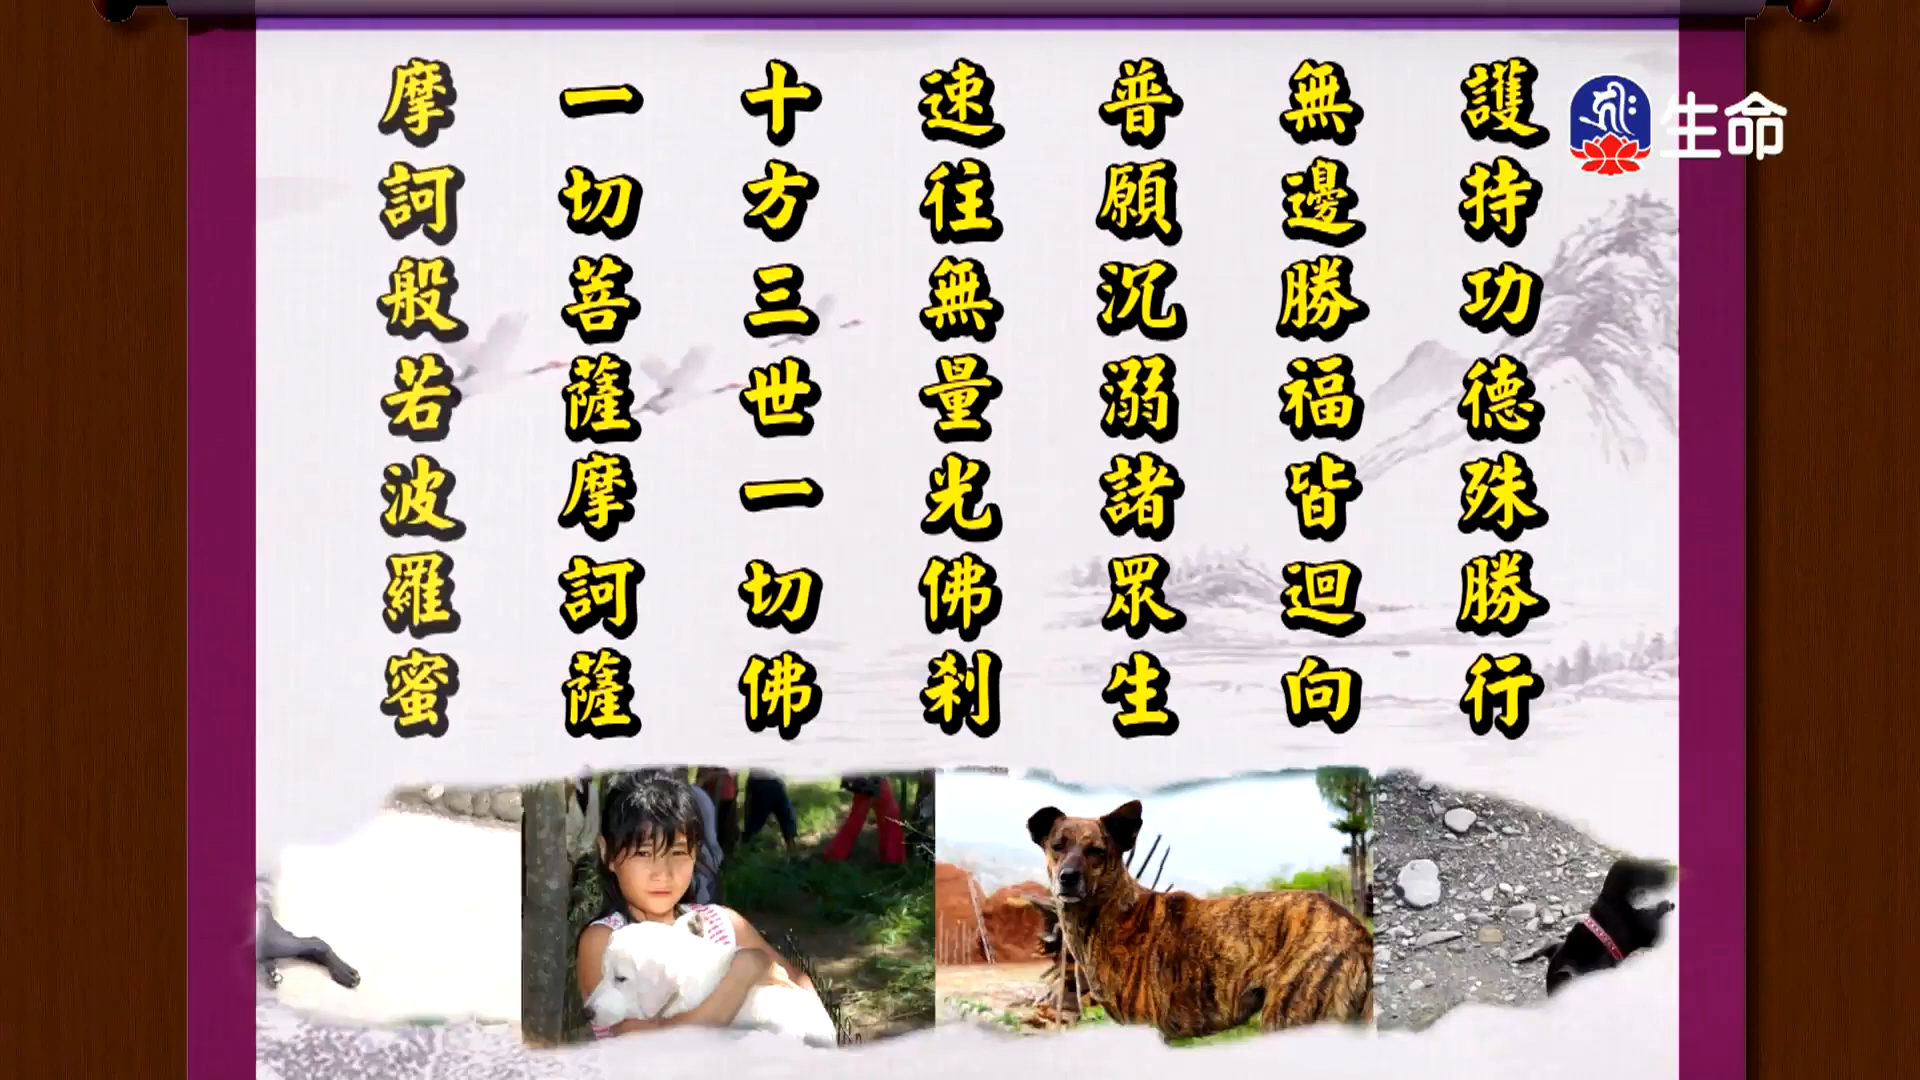 護持功德殊勝行
無邊勝福皆迴向
普願沉溺諸眾生
速往無量光佛剎
十方三世一切佛
一切菩薩摩訶薩
摩訶般若波羅蜜
生命